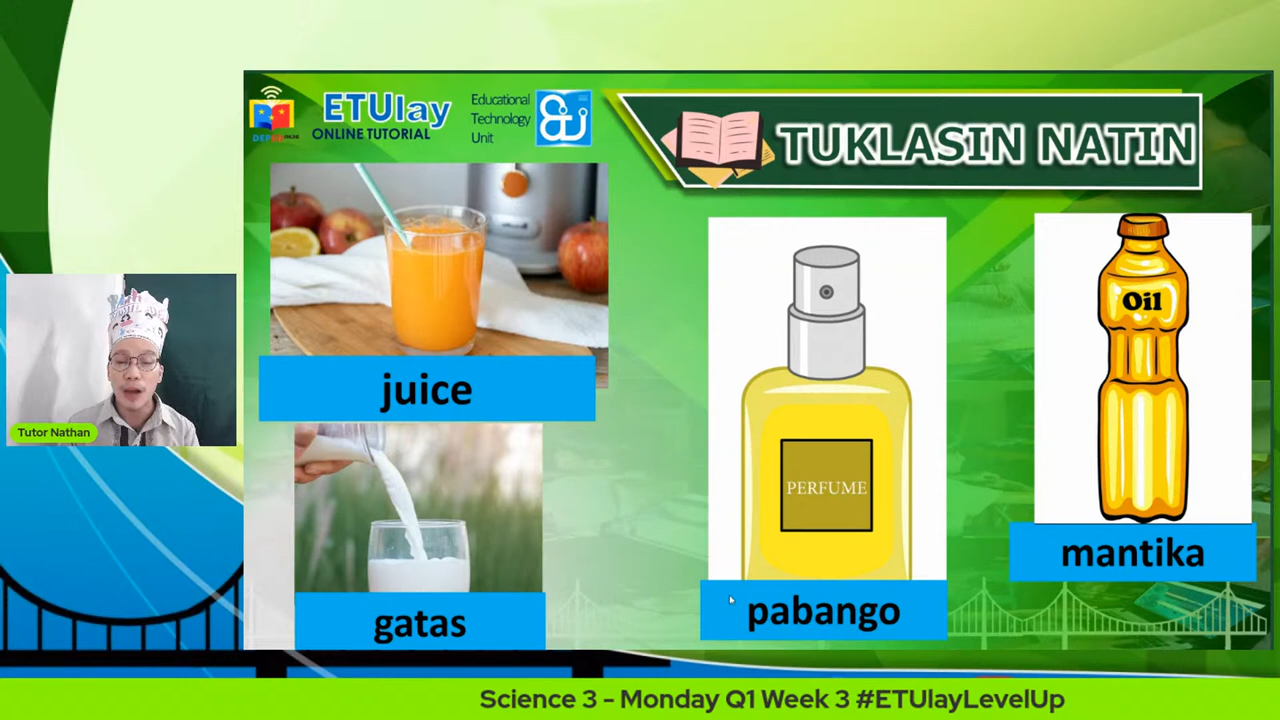 ETUlay
ONLINE TUTORIAL
Educational
Technology
Unit
TUKLASIN NATIN
juice
gatas
PERFUME
pabango
Oil
mantika
Tutor Nathan
Science 3 - Monday Q1 Week 3 #ETUlayLevelUp